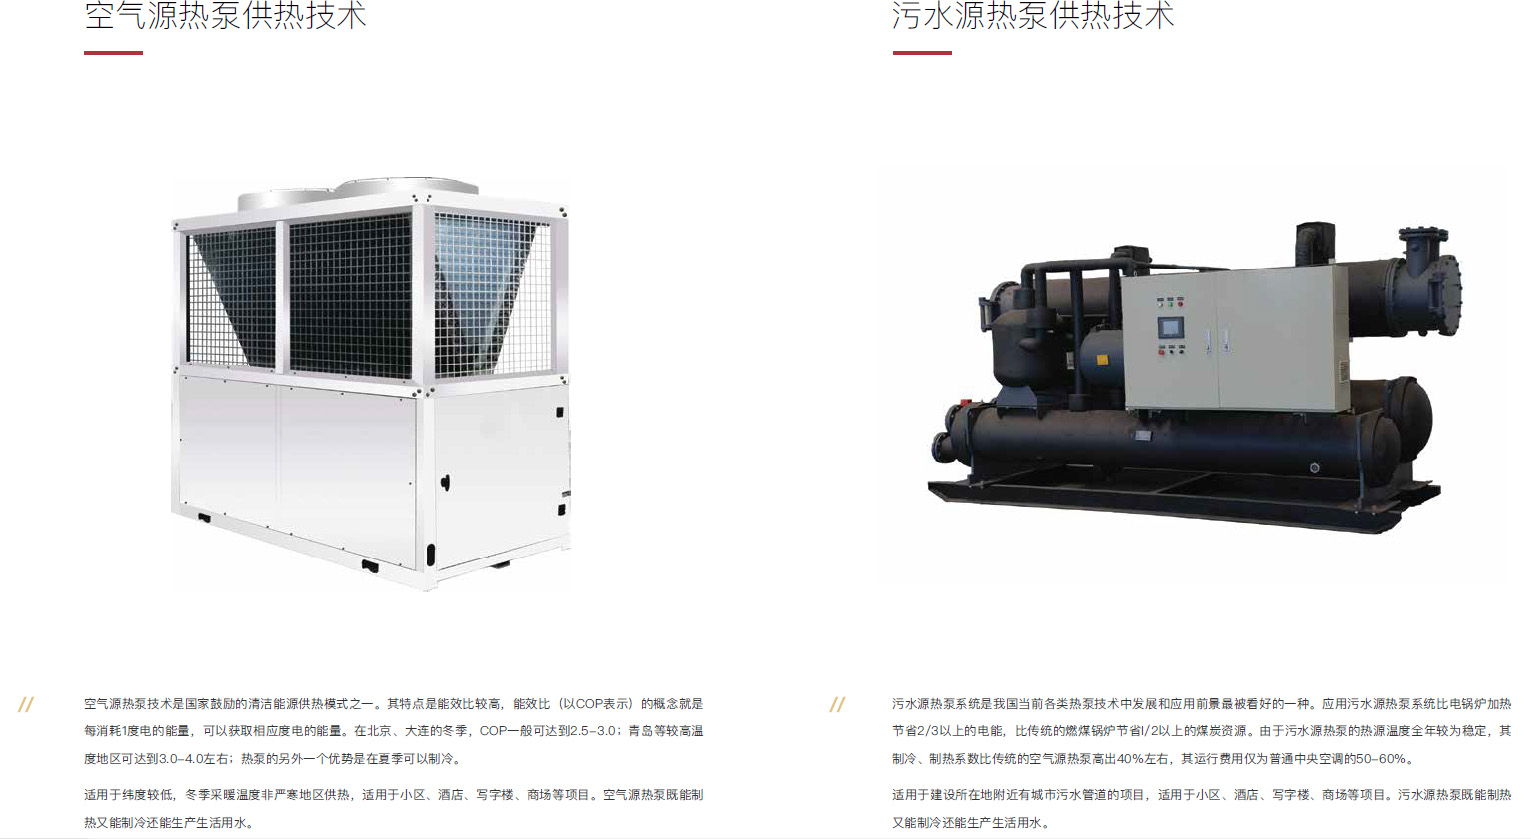 空气源热泵供热技术
空气源热泵技术是国家鼓励的清洁能源供热模式之一。其特点是能效比较高，能效比（以COP表示）的概念就是
每消耗1度电的能量，可以获取相应度电的能量。在北京、大连的冬季，COP一般可达到2.5-3.0；青岛等较高温
度地区可达到3.0-4.0左右；热泵的另外一个优势是在夏季可以制冷。
适用于纬度较低，冬季采暖温度非严寒地区供热，适用于小区、酒店、写字楼、商场等项目。空气源热泵既能制
热又能制冷还能生产生活用水。
污水源热泵供热技术
污水源热泵系统是我国当前各类热泵技术中发展和应用前景最被看好的一种。应用污水源热泵系统比电锅炉加热
节省2/3以上的电能，比传统的燃煤锅炉节省l/2以上的煤炭资源。由于污水源热泵的热源温度全年较为稳定，其
制冷、制热系数比传统的空气源热泵高出40%左右，其运行费用仅为普通中央空调的50-60%。
适用于建设所在地附近有城市污水管道的项目，适用于小区、酒店、写字楼、商场等项目。污水源热泵既能制热
又能制冷还能生产生活用水。